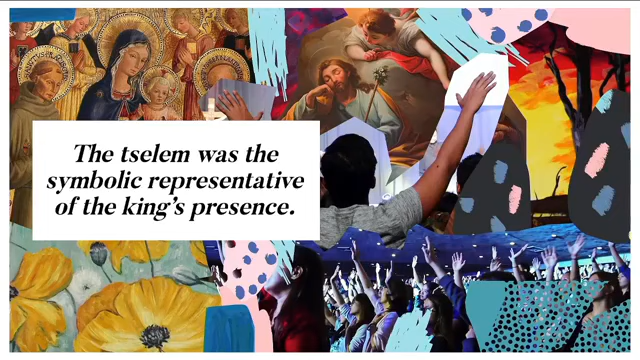 The tselem was the
symbolic representative
of the king's presence.